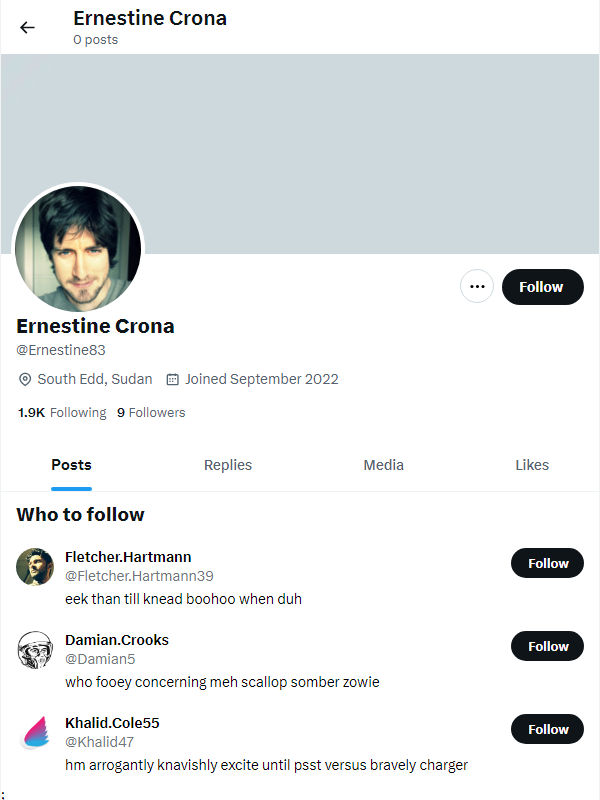 Ernestine Crona
0 posts
Follow
Ernestine Crona
@Ernestine83
South Edd, Sudan Joined September 2022
1.9K Following 9 Followers
Posts Replies Media Likes
Who to follow
Fletcher.Hartmann
@Fletcher.Hartmann39
Follow
eek than till knead boohoo when duh
Damian.Crooks
@Damian5
Follow
who fooey concerning meh scallop somber zowie
Khalid.Cole55
@Khalid47
Follow
hm arrogantly knavishly excite until psst versus bravely charger
;